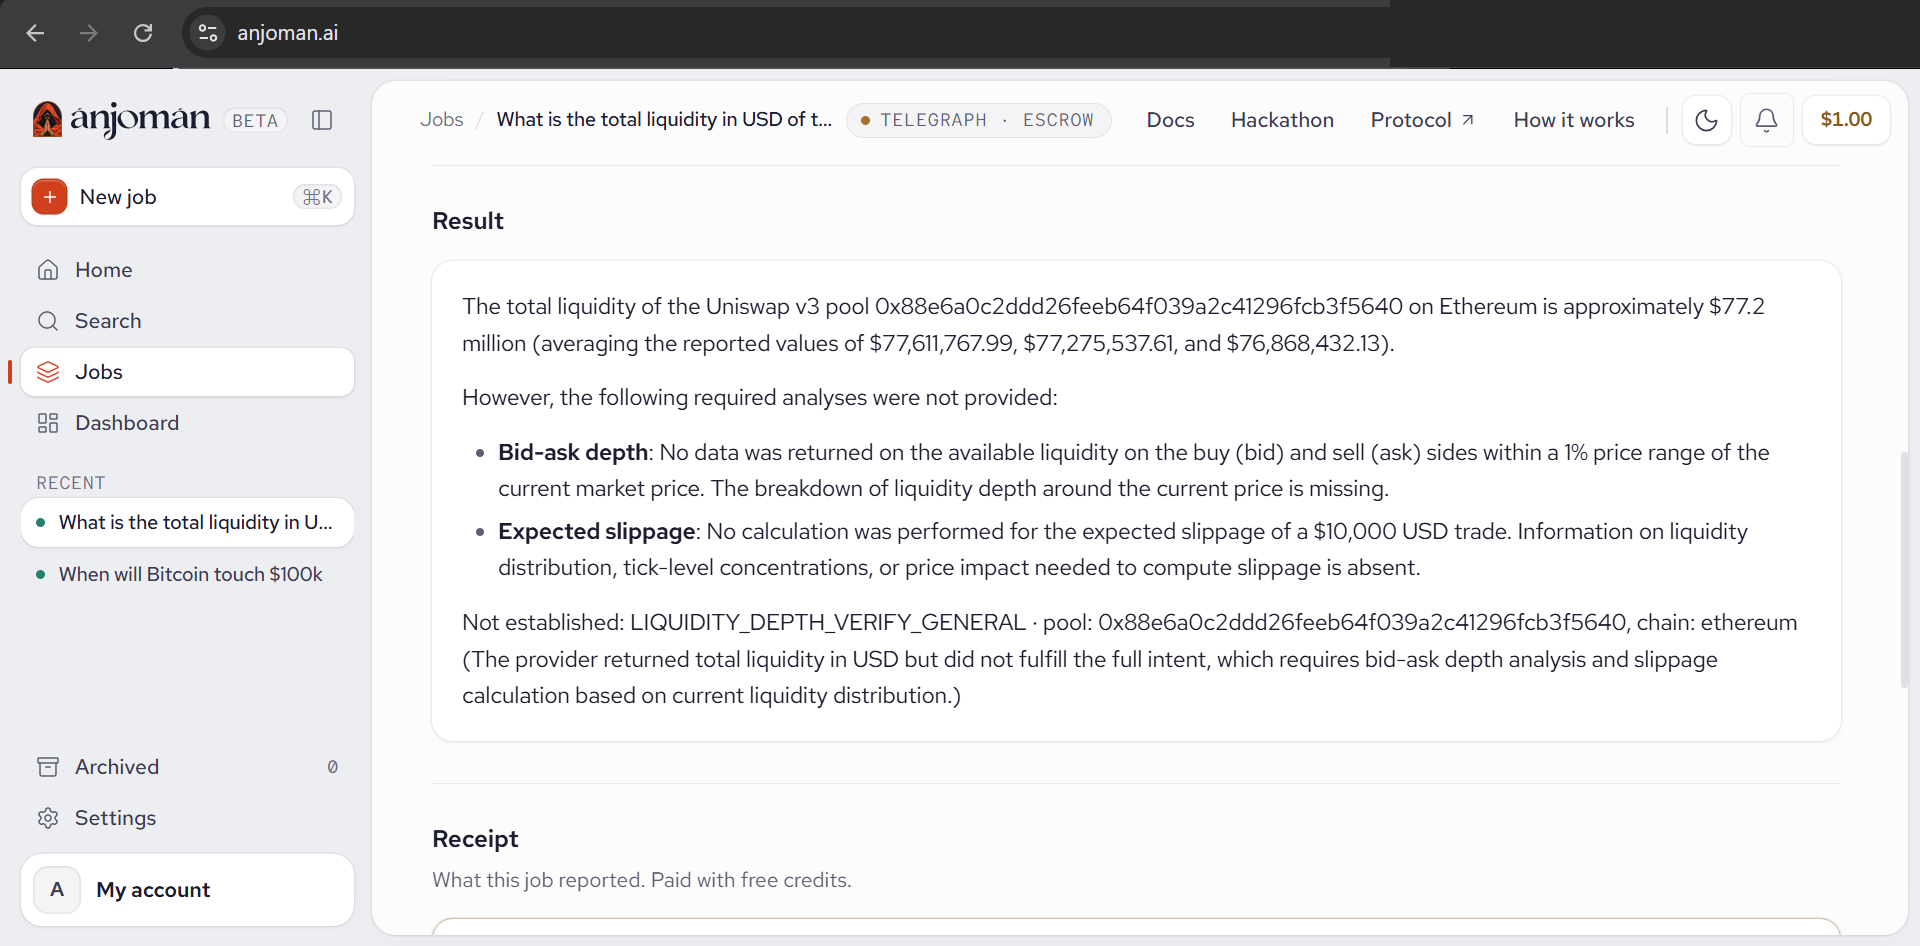 anjoman.ai
anjomán BETA
New job ⌘K
Home
Search
Jobs
Dashboard
RECENT
What is the total liquidity in U...
When will Bitcoin touch $100k
Archived 0
Settings
A My account
Jobs / What is the total liquidity in USD of t... TELEGRAPH · ESCROW Docs Hackathon Protocol ↗ How it works $1.00
Result
The total liquidity of the Uniswap v3 pool 0x88e6a0c2ddd26feeb64f039a2c41296fcb3f5640 on Ethereum is approximately $77.2
million (averaging the reported values of $77,611,767.99, $77,275,537.61, and $76,868,432.13).
However, the following required analyses were not provided:
• Bid-ask depth: No data was returned on the available liquidity on the buy (bid) and sell (ask) sides within a 1% price range of the
current market price. The breakdown of liquidity depth around the current price is missing.
• Expected slippage: No calculation was performed for the expected slippage of a $10,000 USD trade. Information on liquidity
distribution, tick-level concentrations, or price impact needed to compute slippage is absent.
Not established: LIQUIDITY_DEPTH_VERIFY_GENERAL · pool: 0x88e6a0c2ddd26feeb64f039a2c41296fcb3f5640, chain: ethereum
(The provider returned total liquidity in USD but did not fulfill the full intent, which requires bid-ask depth analysis and slippage
calculation based on current liquidity distribution.)
Receipt
What this job reported. Paid with free credits.